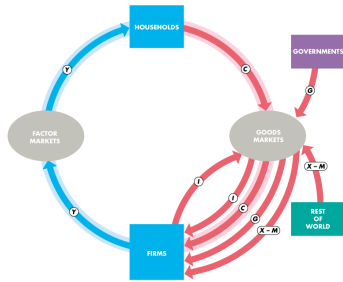 HOUSEHOLDS
GOVERNMENTS
Y
C
G
FACTOR
MARKETS
GOODS
MARKETS
X – M
I
I
C
G
X – M
Y
REST
OF
WORLD
FIRMS